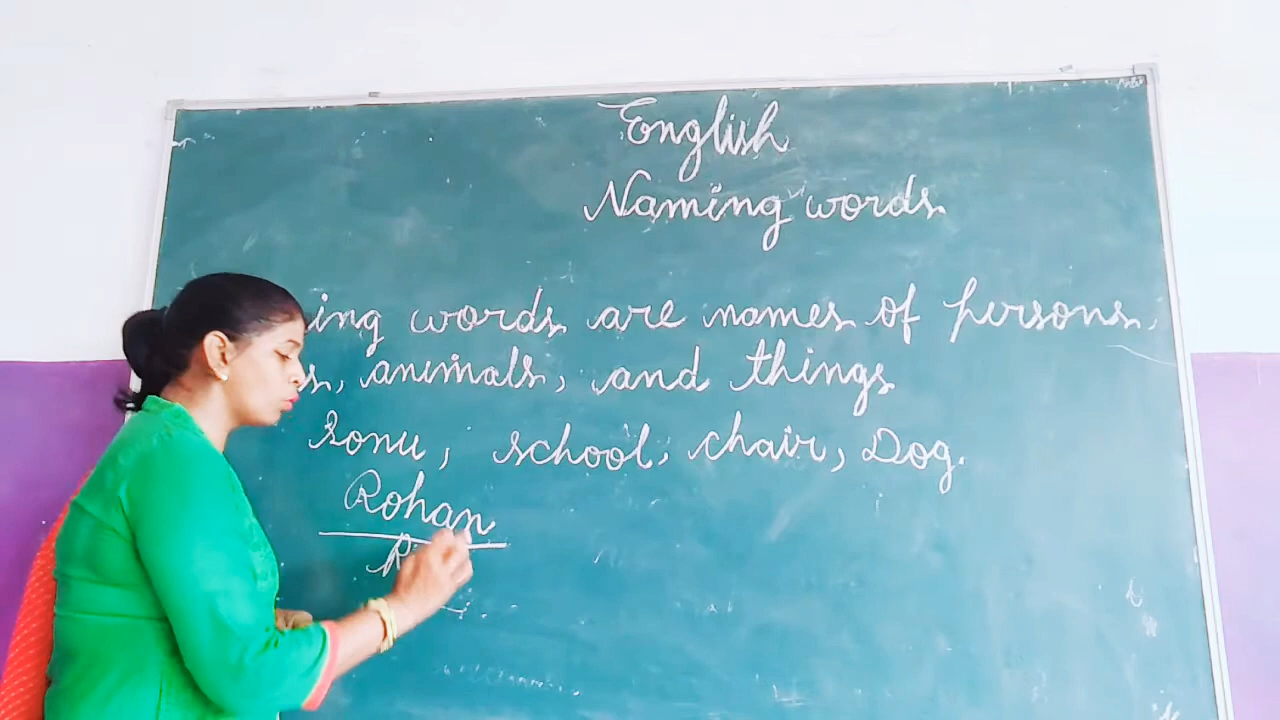 English
Naming words
ing words are names of persons,
s, animals, and things
sonu, school, chair, Dog.
Rohan